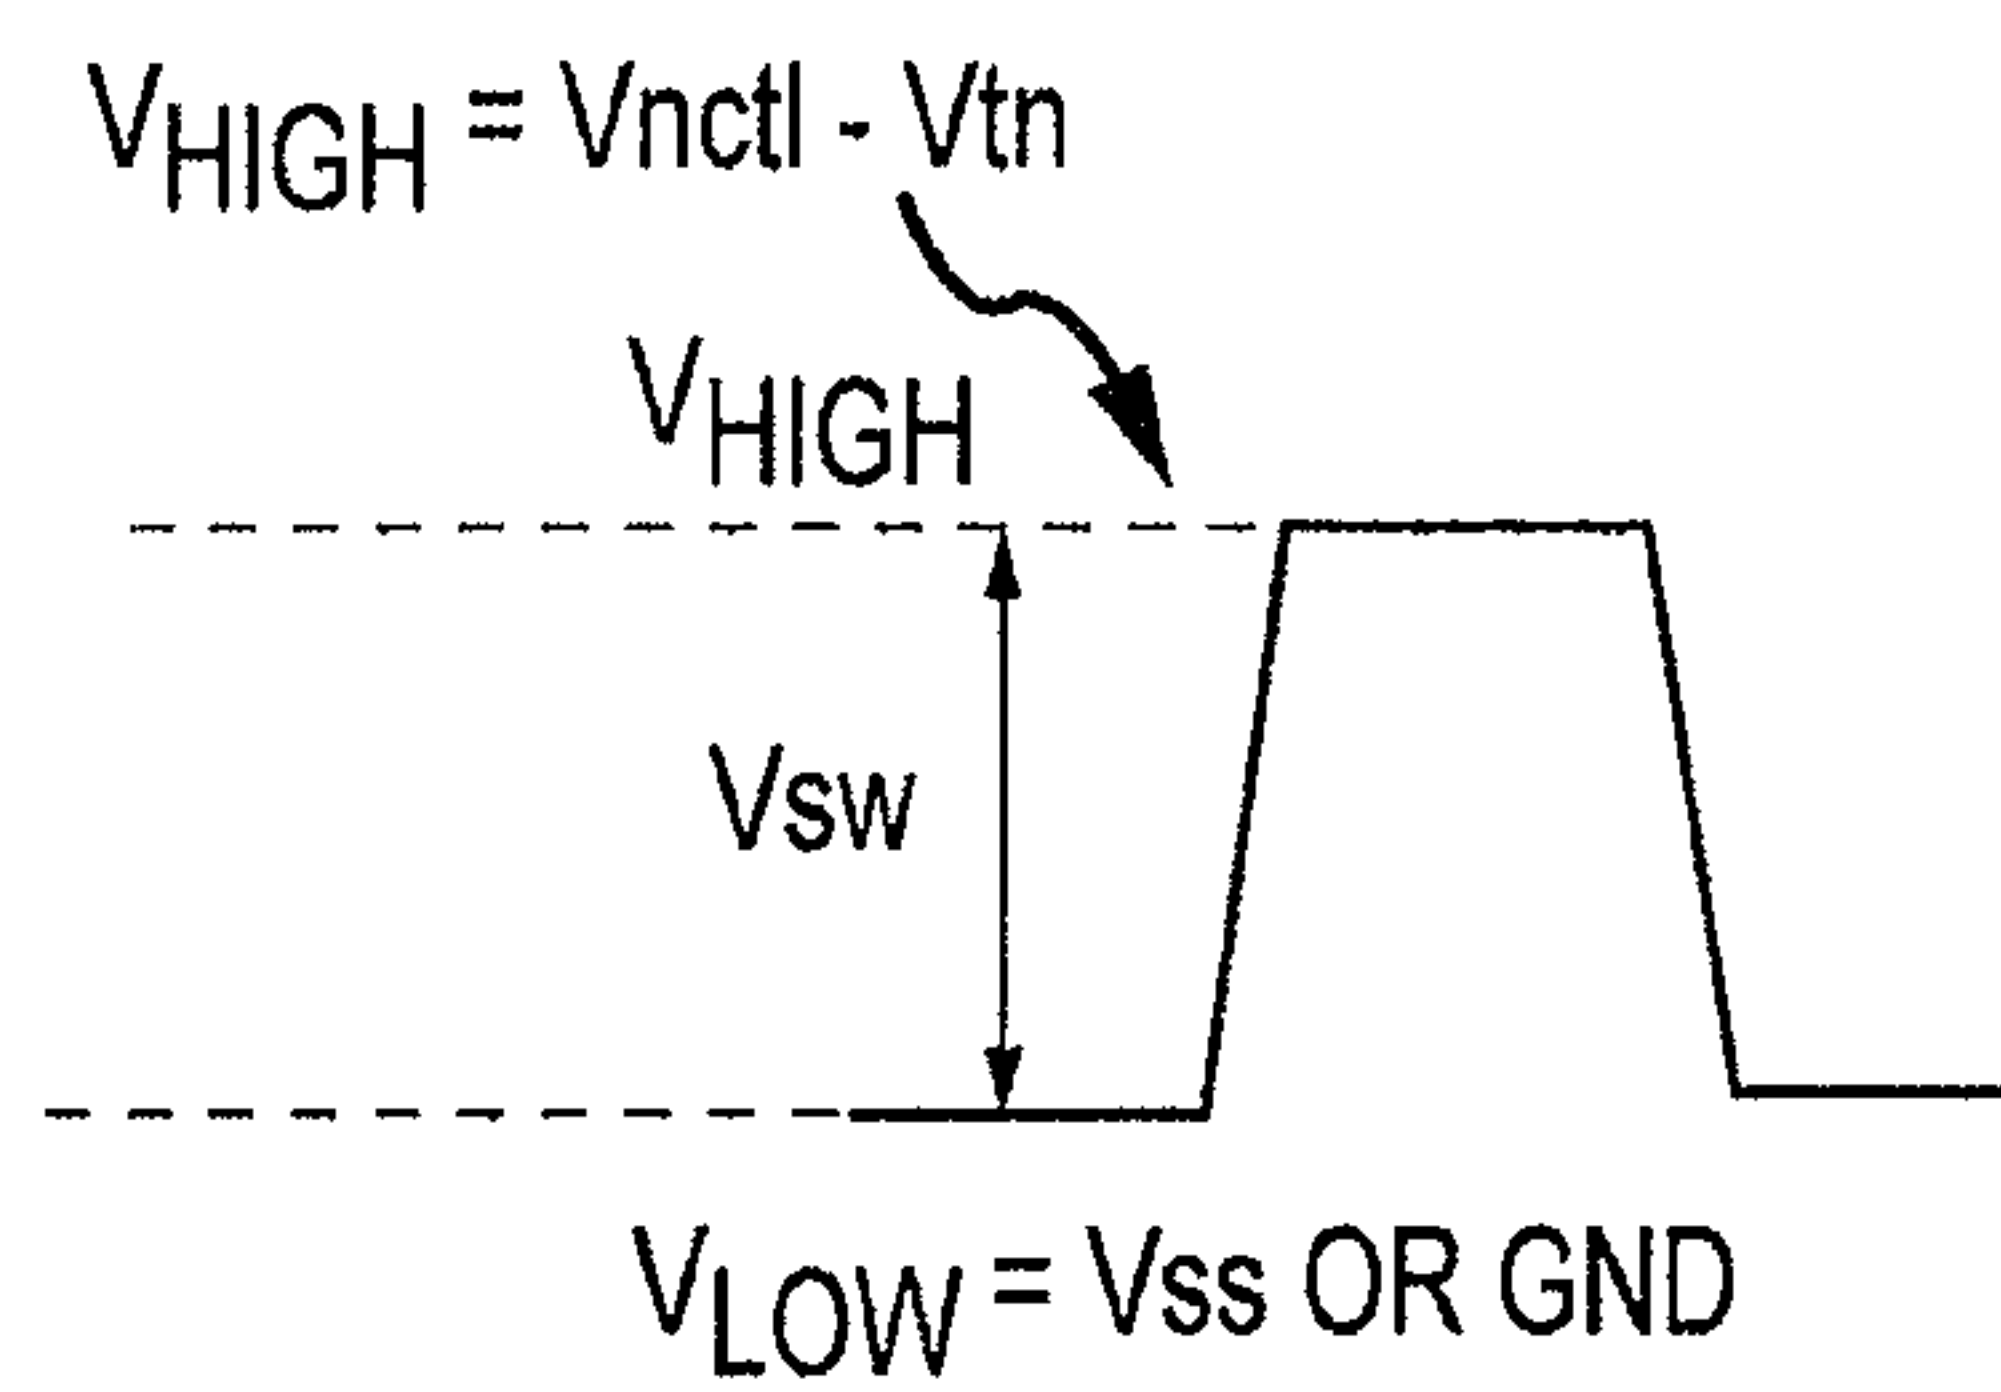 VHIGH = Vnctl - Vtn
VHIGH
Vsw
VLOW = Vss OR GND